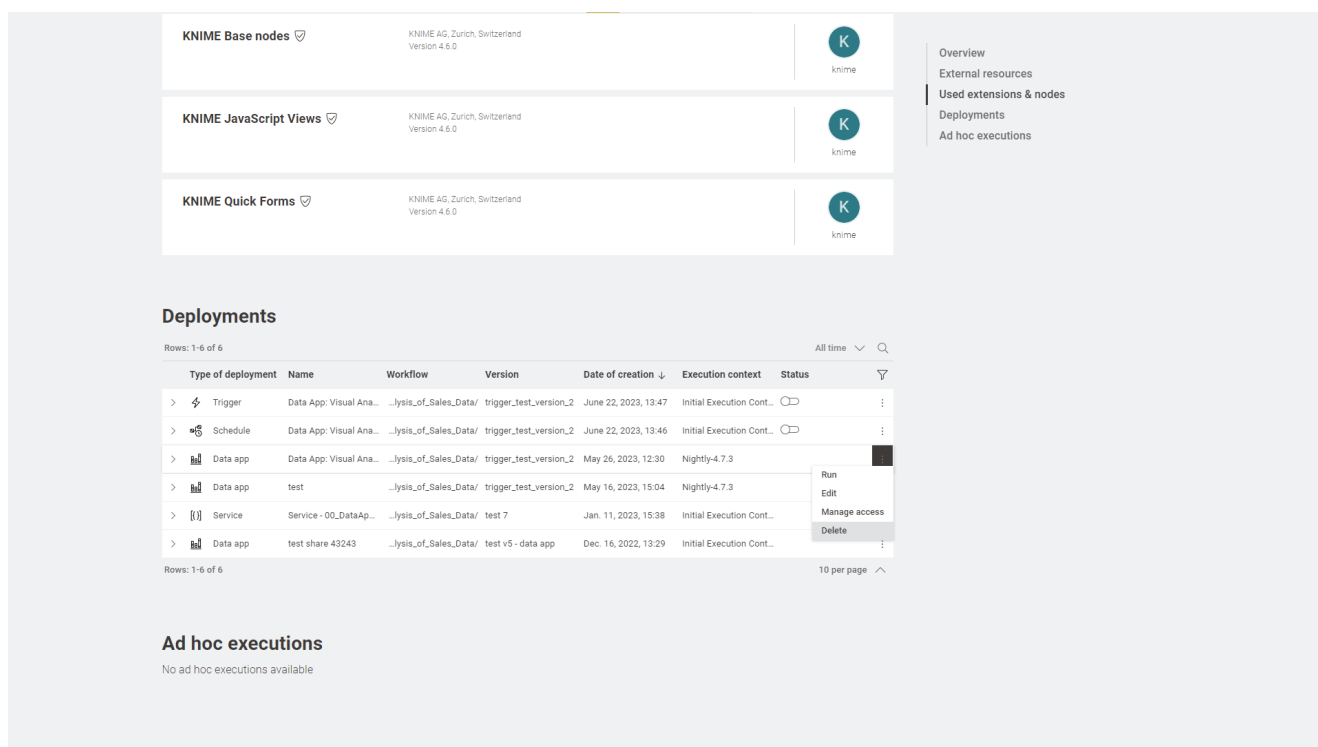 KNIME Base nodes
KNIME AG, Zurich, Switzerland
Version 4.6.0
K
knime
KNIME JavaScript Views
KNIME AG, Zurich, Switzerland
Version 4.6.0
K
knime
KNIME Quick Forms
KNIME AG, Zurich, Switzerland
Version 4.6.0
K
knime
Overview
External resources
Used extensions & nodes
Deployments
Ad hoc executions
Deployments
Rows: 1-6 of 6 All time
Type of deployment Name Workflow Version Date of creation ↓ Execution context Status
Trigger Data App: Visual Ana... ...lysis_of_Sales_Data/ trigger_test_version_2 June 22, 2023, 13:47 Initial Execution Cont...
Schedule Data App: Visual Ana... ...lysis_of_Sales_Data/ trigger_test_version_2 June 22, 2023, 13:46 Initial Execution Cont...
Data app Data App: Visual Ana... ...lysis_of_Sales_Data/ trigger_test_version_2 May 26, 2023, 12:30 Nightly-4.7.3
Data app test ...lysis_of_Sales_Data/ trigger_test_version_2 May 16, 2023, 15:04 Nightly-4.7.3
Service Service - 00_DataAp... ...lysis_of_Sales_Data/ test 7 Jan. 11, 2023, 15:38 Initial Execution Cont...
Data app test share 43243 ...lysis_of_Sales_Data/ test v5 - data app Dec. 16, 2022, 13:29 Initial Execution Cont...
Run
Edit
Manage access
Delete
Rows: 1-6 of 6 10 per page
Ad hoc executions
No ad hoc executions available